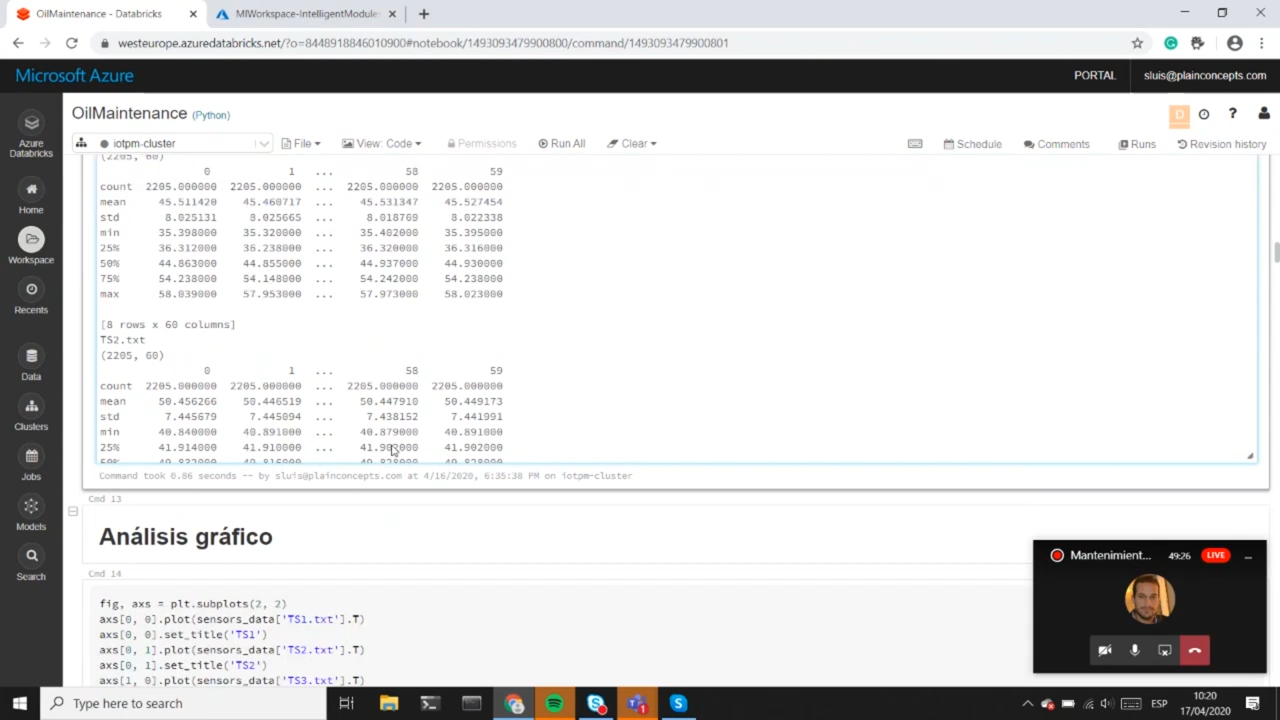 OilMaintenance - Databricks
MIWorkspace-IntelligentModules
westeurope.azuredatabricks.net/?o=8448918846010900#notebook/1493093479900800/command/1493093479900801
Microsoft Azure
PORTAL
sluis@plainconcepts.com
Azure
Databricks
Home
Workspace
Recents
Data
Clusters
Jobs
Models
Search
OilMaintenance (Python)
D
iotpm-cluster
File
View: Code
Permissions
Run All
Clear
Schedule
Comments
Runs
Revision history
(2205, 60)
0 1 ... 58 59
count 2205.000000 2205.000000 ... 2205.000000 2205.000000
mean 45.511420 45.460717 ... 45.531347 45.527454
std 8.025131 8.025665 ... 8.018769 8.022338
min 35.398000 35.320000 ... 35.402000 35.395000
25% 36.312000 36.238000 ... 36.320000 36.316000
50% 44.863000 44.855000 ... 44.937000 44.930000
75% 54.238000 54.148000 ... 54.242000 54.238000
max 58.039000 57.953000 ... 57.973000 58.023000
[8 rows x 60 columns]
TS2.txt
(2205, 60)
0 1 ... 58 59
count 2205.000000 2205.000000 ... 2205.000000 2205.000000
mean 50.456266 50.446519 ... 50.447910 50.449173
std 7.445679 7.445094 ... 7.438152 7.441991
min 40.840000 40.891000 ... 40.879000 40.891000
25% 41.914000 41.910000 ... 41.902000
Command took 0.86 seconds -- by sluis@plainconcepts.com at 4/16/2020, 6:35:38 PM on iotpm-cluster
Cmd 13
Análisis gráfico
Cmd 14
fig, axs = plt.subplots(2, 2)
axs[0, 0].plot(sensors_data['TS1.txt'].T)
axs[0, 0].set_title('TS1')
axs[0, 1].plot(sensors_data['TS2.txt'].T)
axs[0, 1].set_title('TS2')
axs[1, 0].plot(sensors_data['TS3.txt'].T)
Mantenimient... 49:26 LIVE
Type here to search
ESP
10:20
17/04/2020